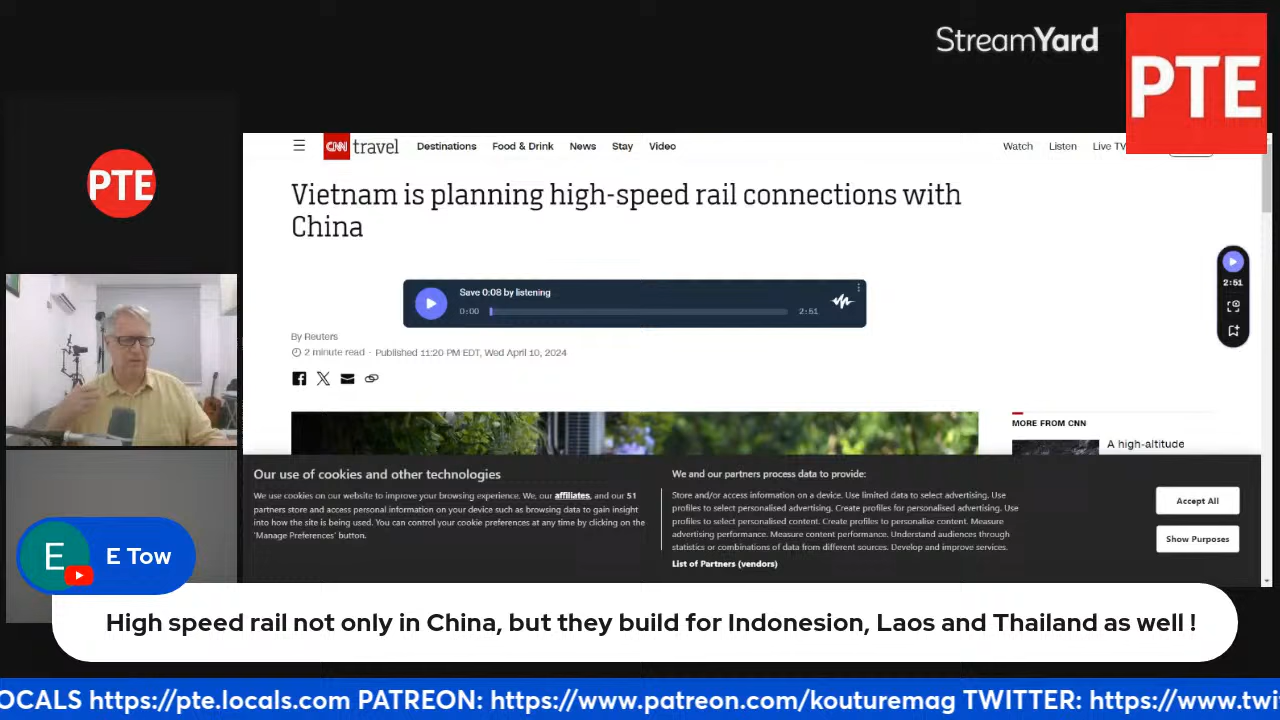 StreamYard
PTE
PTE
CNN travel Destinations Food & Drink News Stay Video Watch Listen Live TV
Vietnam is planning high-speed rail connections with
China
Save 0:08 by listening
0:00 2:51
2:51
By Reuters
2 minute read · Published 11:20 PM EDT, Wed April 10, 2024
MORE FROM CNN
A high-altitude
Our use of cookies and other technologies
We use cookies on our website to improve your browsing experience. We, our affiliates, and our 51
partners store and access personal information on your device such as browsing data to gain insight
into how the site is being used. You can control your cookie preferences at any time by clicking on the
'Manage Preferences' button.
We and our partners process data to provide:
Store and/or access information on a device. Use limited data to select advertising. Use
profiles to select personalised advertising. Create profiles for personalised advertising. Use
profiles to select personalised content. Create profiles to personalise content. Measure
advertising performance. Measure content performance. Understand audiences through
statistics or combinations of data from different sources. Develop and improve services.
List of Partners (vendors)
Accept All
Show Purposes
E
E Tow
High speed rail not only in China, but they build for Indonesion, Laos and Thailand as well !
OCALS https://pte.locals.com PATREON: https://www.patreon.com/kouturemag TWITTER: https://www.twi